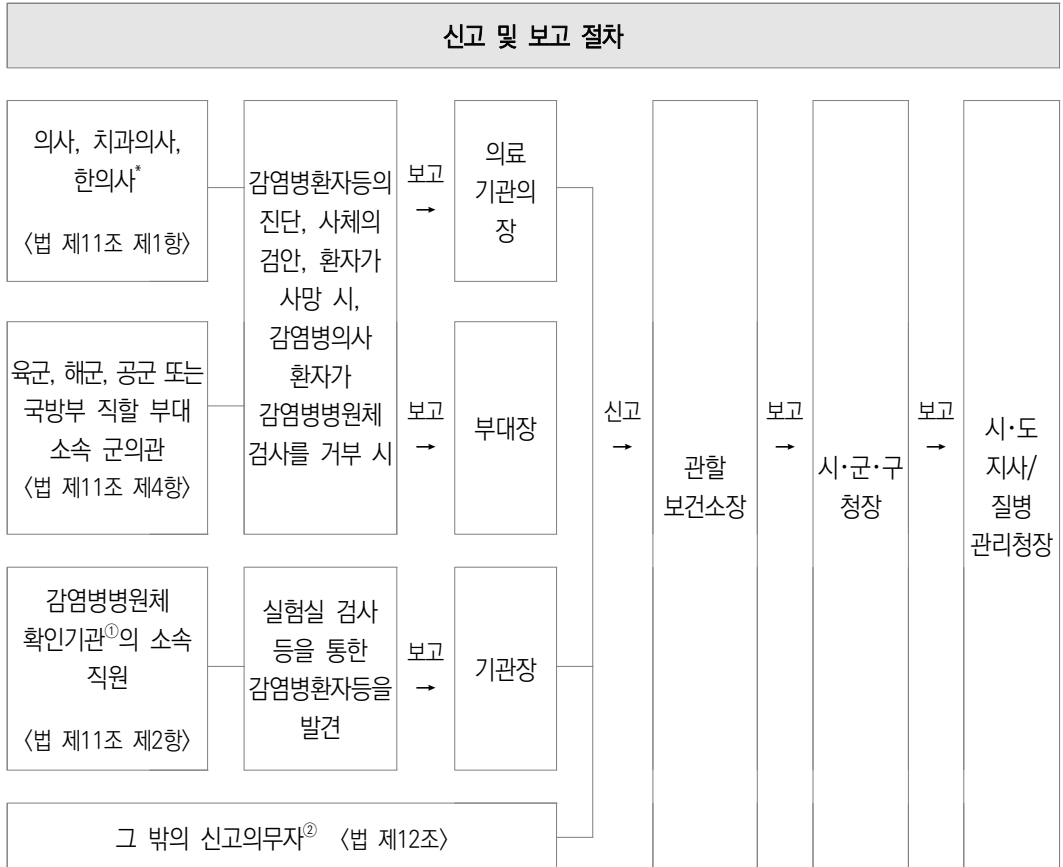 신고 및 보고 절차
의사, 치과의사,
한의사*
〈법 제11조 제1항〉
감염병환자등의
진단, 사체의
검안, 환자가
사망 시,
감염병의사
환자가
감염병병원체
검사를 거부 시
보고
→
의료
기관의
장
육군, 해군, 공군 또는
국방부 직할 부대
소속 군의관
〈법 제11조 제4항〉
보고
→
부대장
감염병병원체
확인기관①의 소속
직원
〈법 제11조 제2항〉
실험실 검사
등을 통한
감염병환자등을
발견
보고
→
기관장
그 밖의 신고의무자② 〈법 제12조〉
신고
→
관할
보건소장
보고
→
시·군·구
청장
보고
→
시·도
지사/
질병
관리청장